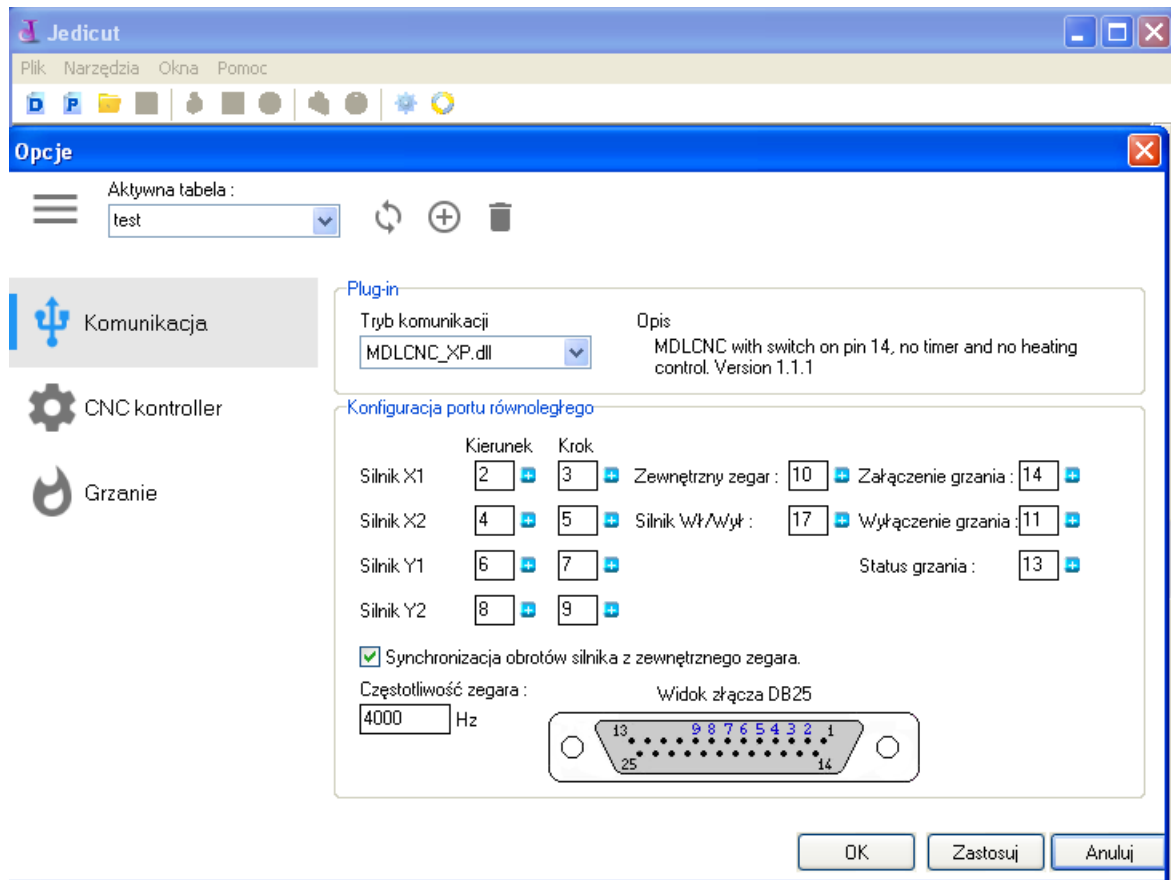 Jedicut
Plik Narzędzia Okna Pomoc
Opcje
Aktywna tabela :
test
Komunikacja
CNC kontroller
Grzanie
Plug-in
Tryb komunikacji
MDLCNC_XP.dll
Opis
MDLCNC with switch on pin 14, no timer and no heating
control. Version 1.1.1
Konfiguracja portu równoległego
Kierunek Krok
Silnik X1 2 3 Zewnętrzny zegar : 10 Załączenie grzania : 14
Silnik X2 4 5 Silnik Wł/Wył : 17 Wyłączenie grzania : 11
Silnik Y1 6 7 Status grzania : 13
Silnik Y2 8 9
Synchronizacja obrotów silnika z zewnętrznego zegara.
Częstotliwość zegara :
4000 Hz
Widok złącza DB25
13 9 8 7 6 5 4 3 2 1
25 14
OK Zastosuj Anuluj